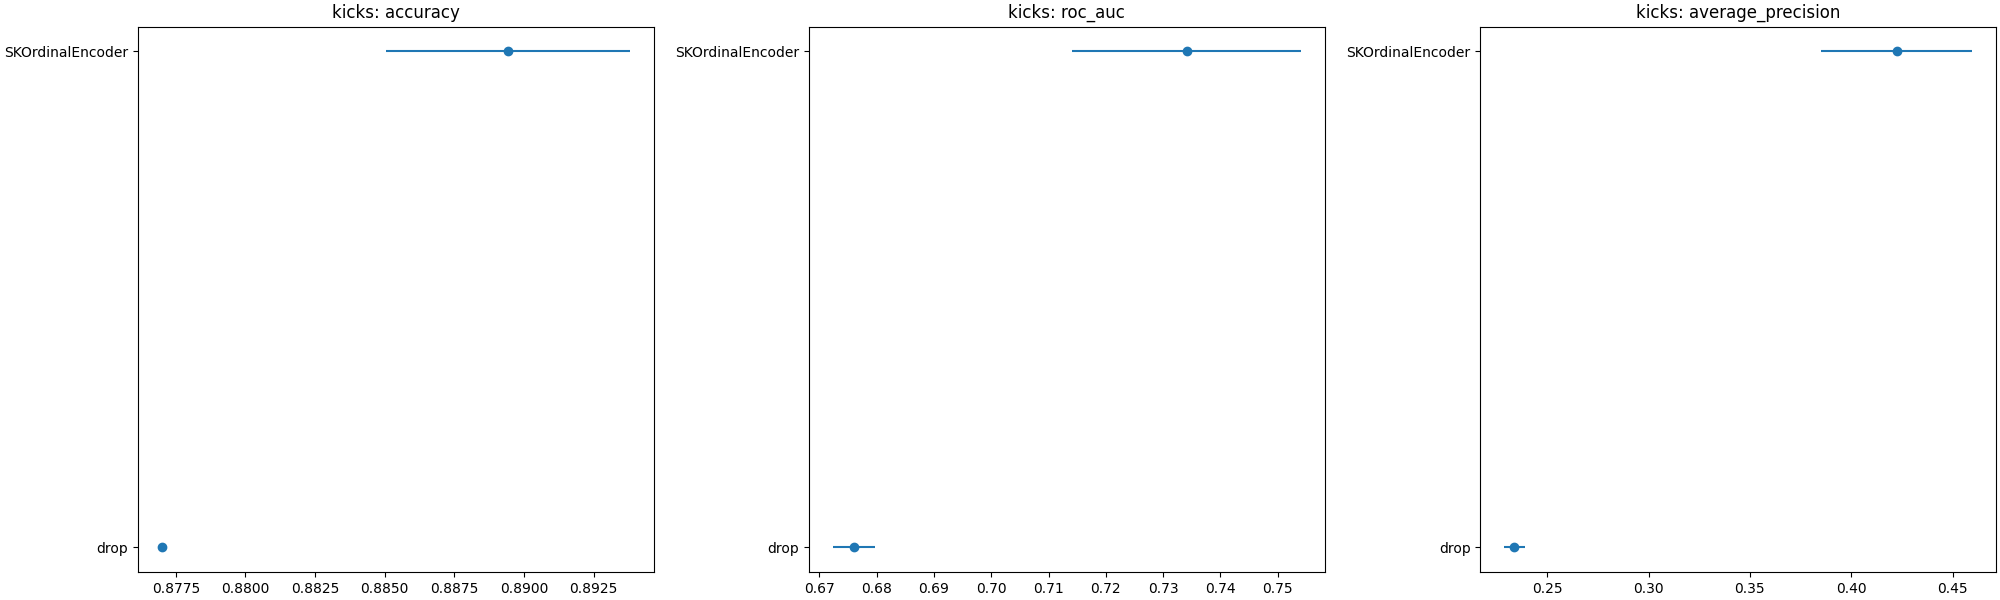 kicks: accuracy
SKOrdinalEncoder
drop
0.8775 0.8800 0.8825 0.8850 0.8875 0.8900 0.8925
kicks: roc_auc
SKOrdinalEncoder
drop
0.67 0.68 0.69 0.70 0.71 0.72 0.73 0.74 0.75
kicks: average_precision
SKOrdinalEncoder
drop
0.25 0.30 0.35 0.40 0.45